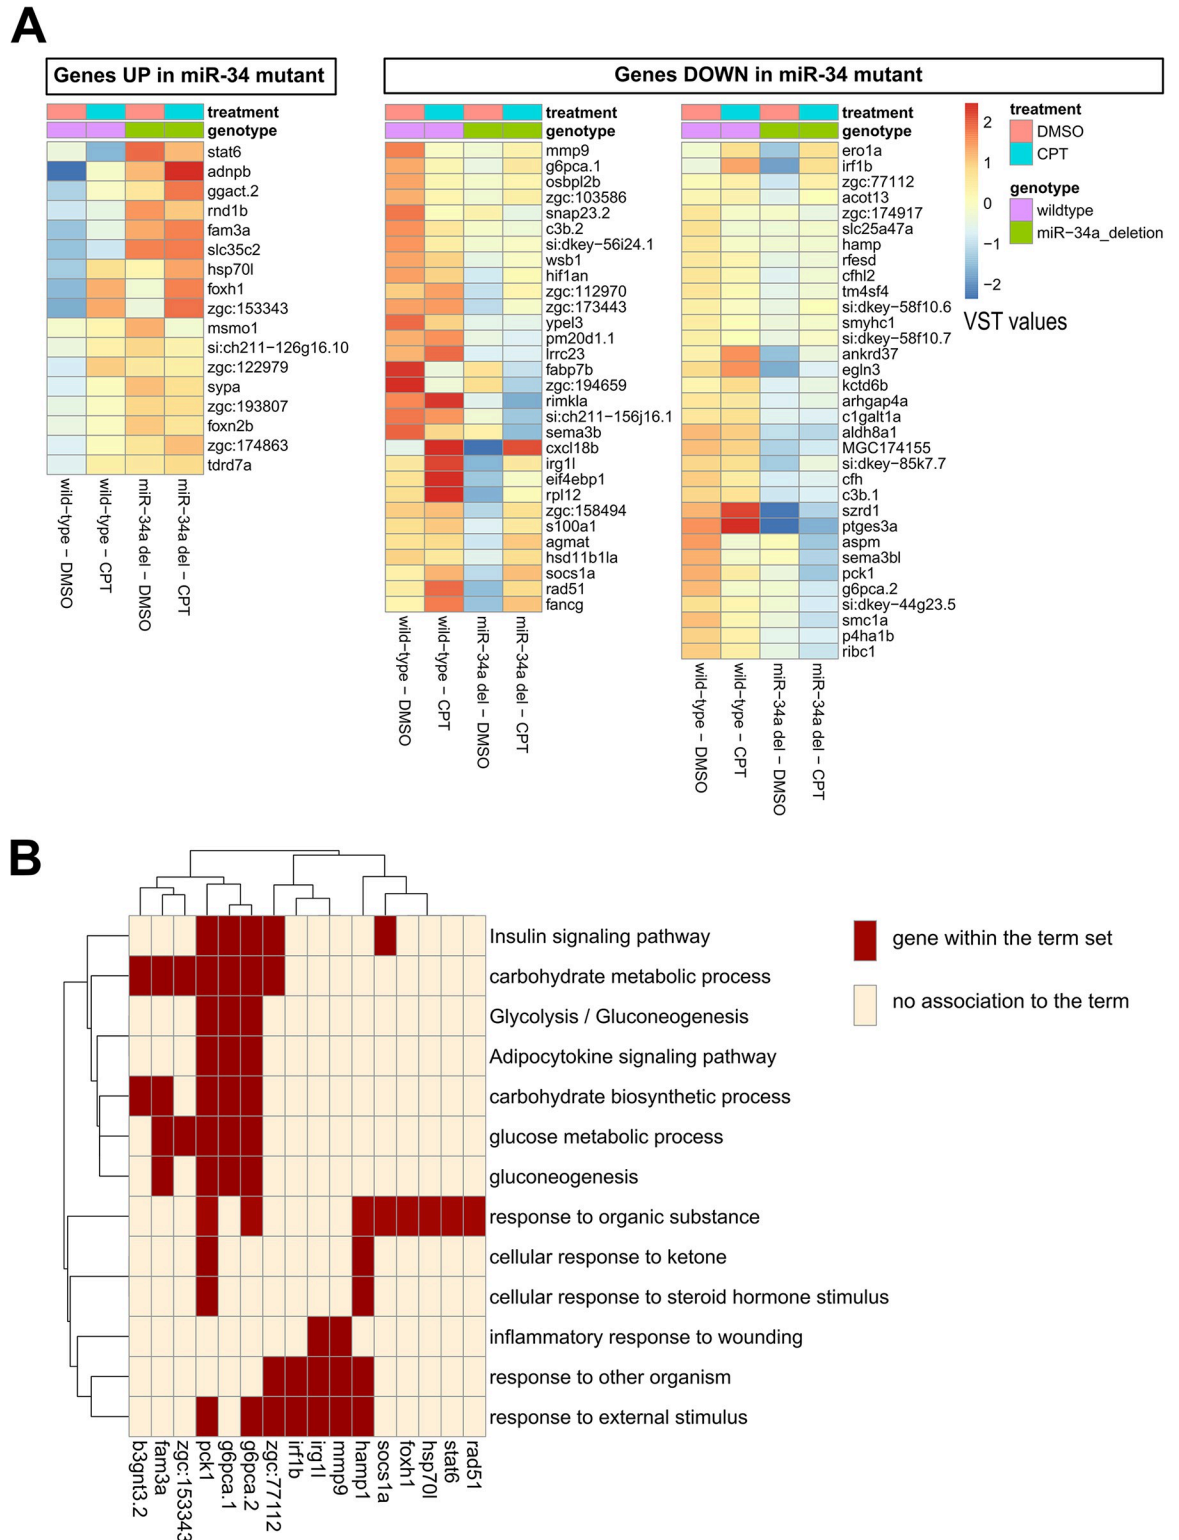 A
Genes UP in miR-34 mutant
Genes DOWN in miR-34 mutant
treatment
genotype
stat6
adnpb
ggact.2
rnd1b
fam3a
slc35c2
hsp70l
foxh1
zgc:153343
msmo1
si:ch211-126g16.10
zgc:122979
sypa
zgc:193807
foxn2b
zgc:174863
tdrd7a
wild-type - DMSO
wild-type - CPT
miR-34a del - DMSO
miR-34a del - CPT
treatment
genotype
mmp9
g6pca.1
osbpl2b
zgc:103586
snap23.2
c3b.2
si:dkey-56i24.1
wsb1
hif1an
zgc:112970
zgc:173443
ypel3
pm20d1.1
lrrc23
fabp7b
zgc:194659
rimkla
si:ch211-156j16.1
sema3b
cxcl18b
irg1l
eif4ebp1
rpl12
zgc:158494
s100a1
agmat
hsd11b1la
socs1a
rad51
fancg
wild-type - DMSO
wild-type - CPT
miR-34a del - DMSO
miR-34a del - CPT
treatment
genotype
ero1a
irf1b
zgc:77112
acot13
zgc:174917
slc25a47a
hamp
rfesd
cfhl2
tm4sf4
si:dkey-58f10.6
smyhc1
si:dkey-58f10.7
ankrd37
egln3
kctd6b
arhgap4a
c1galt1a
aldh8a1
MGC174155
si:dkey-85k7.7
cfh
c3b.1
szrd1
ptges3a
aspm
sema3bl
pck1
g6pca.2
si:dkey-44g23.5
smc1a
p4ha1b
ribc1
wild-type - DMSO
wild-type - CPT
miR-34a del - DMSO
miR-34a del - CPT
2
1
0
-1
-2
VST values
treatment
DMSO
CPT
genotype
wildtype
miR-34a_deletion
B
Insulin signaling pathway
carbohydrate metabolic process
Glycolysis / Gluconeogenesis
Adipocytokine signaling pathway
carbohydrate biosynthetic process
glucose metabolic process
gluconeogenesis
response to organic substance
cellular response to ketone
cellular response to steroid hormone stimulus
inflammatory response to wounding
response to other organism
response to external stimulus
gene within the term set
no association to the term
b3gnt3.2
fam3a
zgc:153343
pck1
g6pca.1
g6pca.2
zgc:77112
irf1b
irg1l
mmp9
hamp1
socs1a
foxh1
hsp70l
stat6
rad51